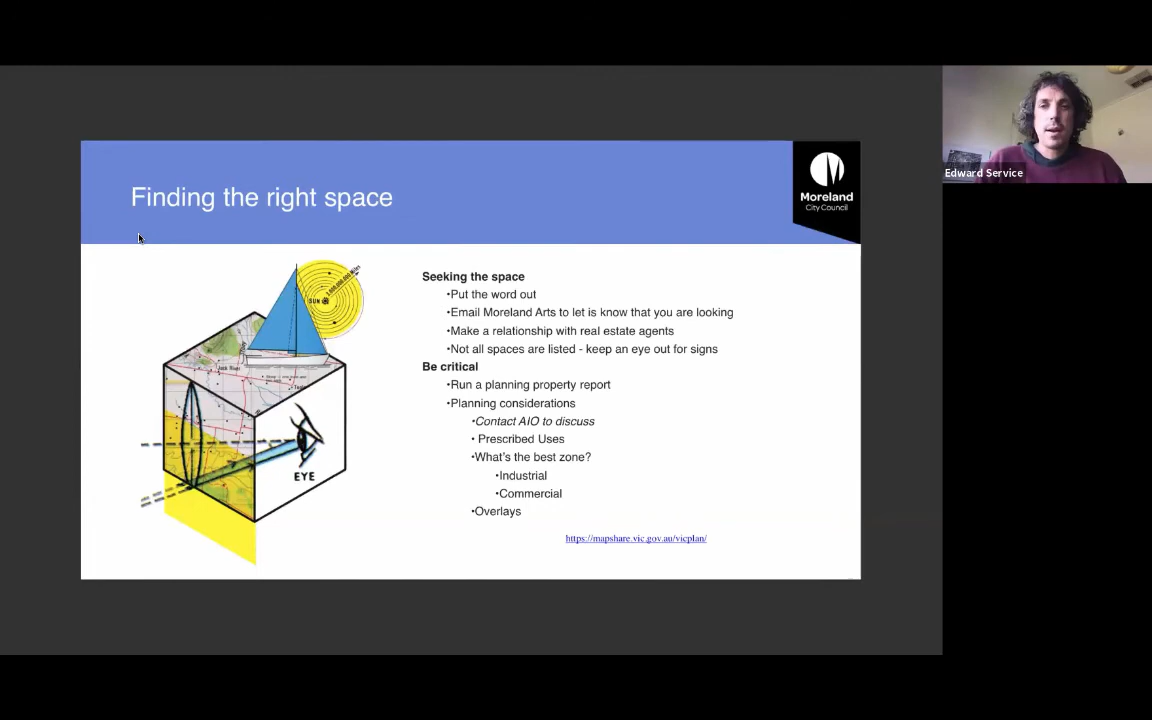 Finding the right space
Moreland
City Council
Edward Service
SUN
EYE
Seeking the space
•Put the word out
•Email Moreland Arts to let is know that you are looking
•Make a relationship with real estate agents
•Not all spaces are listed - keep an eye out for signs
Be critical
•Run a planning property report
•Planning considerations
•Contact AIO to discuss
• Prescribed Uses
•What's the best zone?
•Industrial
•Commercial
•Overlays
https://mapshare.vic.gov.au/vicplan/